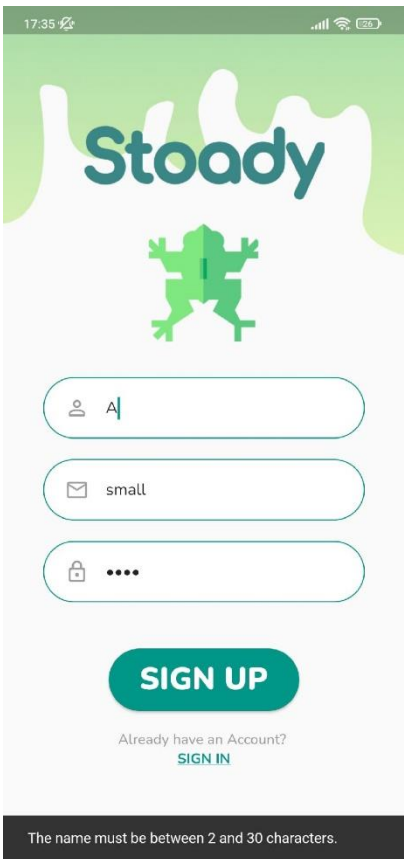 17:35
26
Stoady
A
small
••••
SIGN UP
Already have an Account?
SIGN IN
The name must be between 2 and 30 characters.